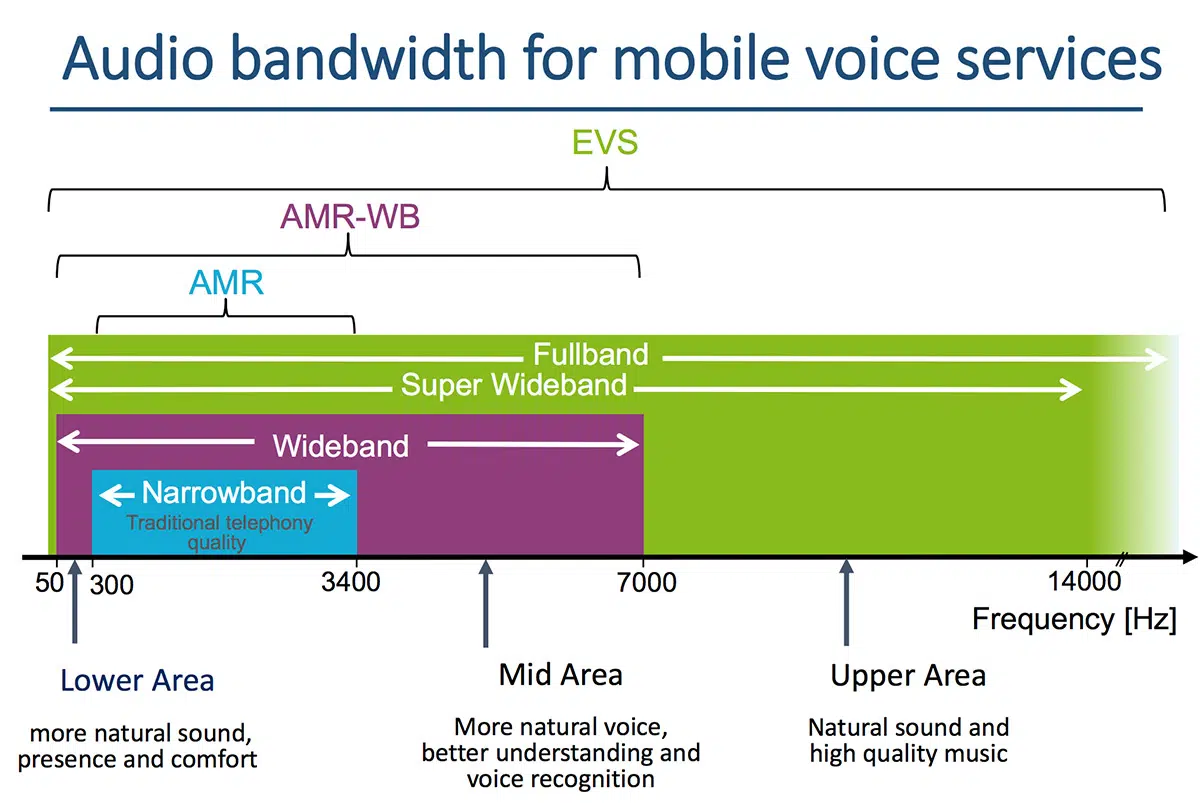 Audio bandwidth for mobile voice services
EVS
AMR-WB
AMR
Fullband
Super Wideband
Wideband
Narrowband
Traditional telephony
quality
50 300 3400 7000 14000
Frequency [Hz]
Lower Area
more natural sound,
presence and comfort
Mid Area
More natural voice,
better understanding and
voice recognition
Upper Area
Natural sound and
high quality music